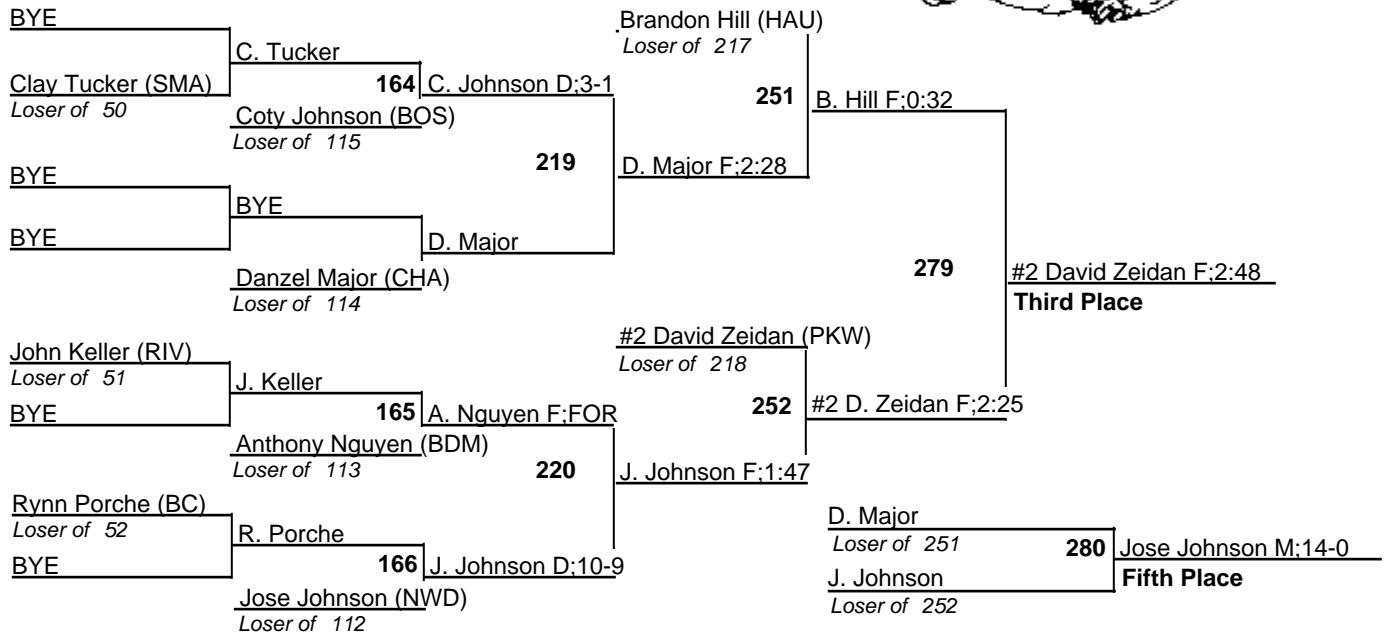 BYE
Brandon Hill (HAU)
Loser of 217
C. Tucker
Clay Tucker (SMA)
164 C. Johnson D;3-1
Loser of 50
251 B. Hill F;0:32
Coty Johnson (BOS)
Loser of 115
219
D. Major F;2:28
BYE
BYE
BYE
D. Major
Danzel Major (CHA)
Loser of 114
279
#2 David Zeidan F;2:48
Third Place
John Keller (RIV)
Loser of 51
#2 David Zeidan (PKW)
Loser of 218
J. Keller
BYE
165 A. Nguyen F;FOR
252 #2 D. Zeidan F;2:25
Anthony Nguyen (BDM)
Loser of 113
220
J. Johnson F;1:47
Rynn Porche (BC)
Loser of 52
R. Porche
BYE
166 J. Johnson D;10-9
Jose Johnson (NWD)
Loser of 112
D. Major
Loser of 251
280 Jose Johnson M;14-0
Fifth Place
J. Johnson
Loser of 252